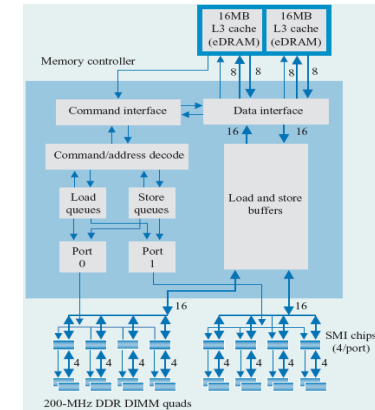 16MB
L3 cache
(eDRAM)
16MB
L3 cache
(eDRAM)
Memory controller
8
8
8
8
Command interface
Data interface
16
16
Command/address decode
Load
queues
Store
queues
Load and store
buffers
Port
0
Port
1
16
16
SMI chips
(4/port)
4
4
4
4
4
4
4
4
200-MHz DDR DIMM quads